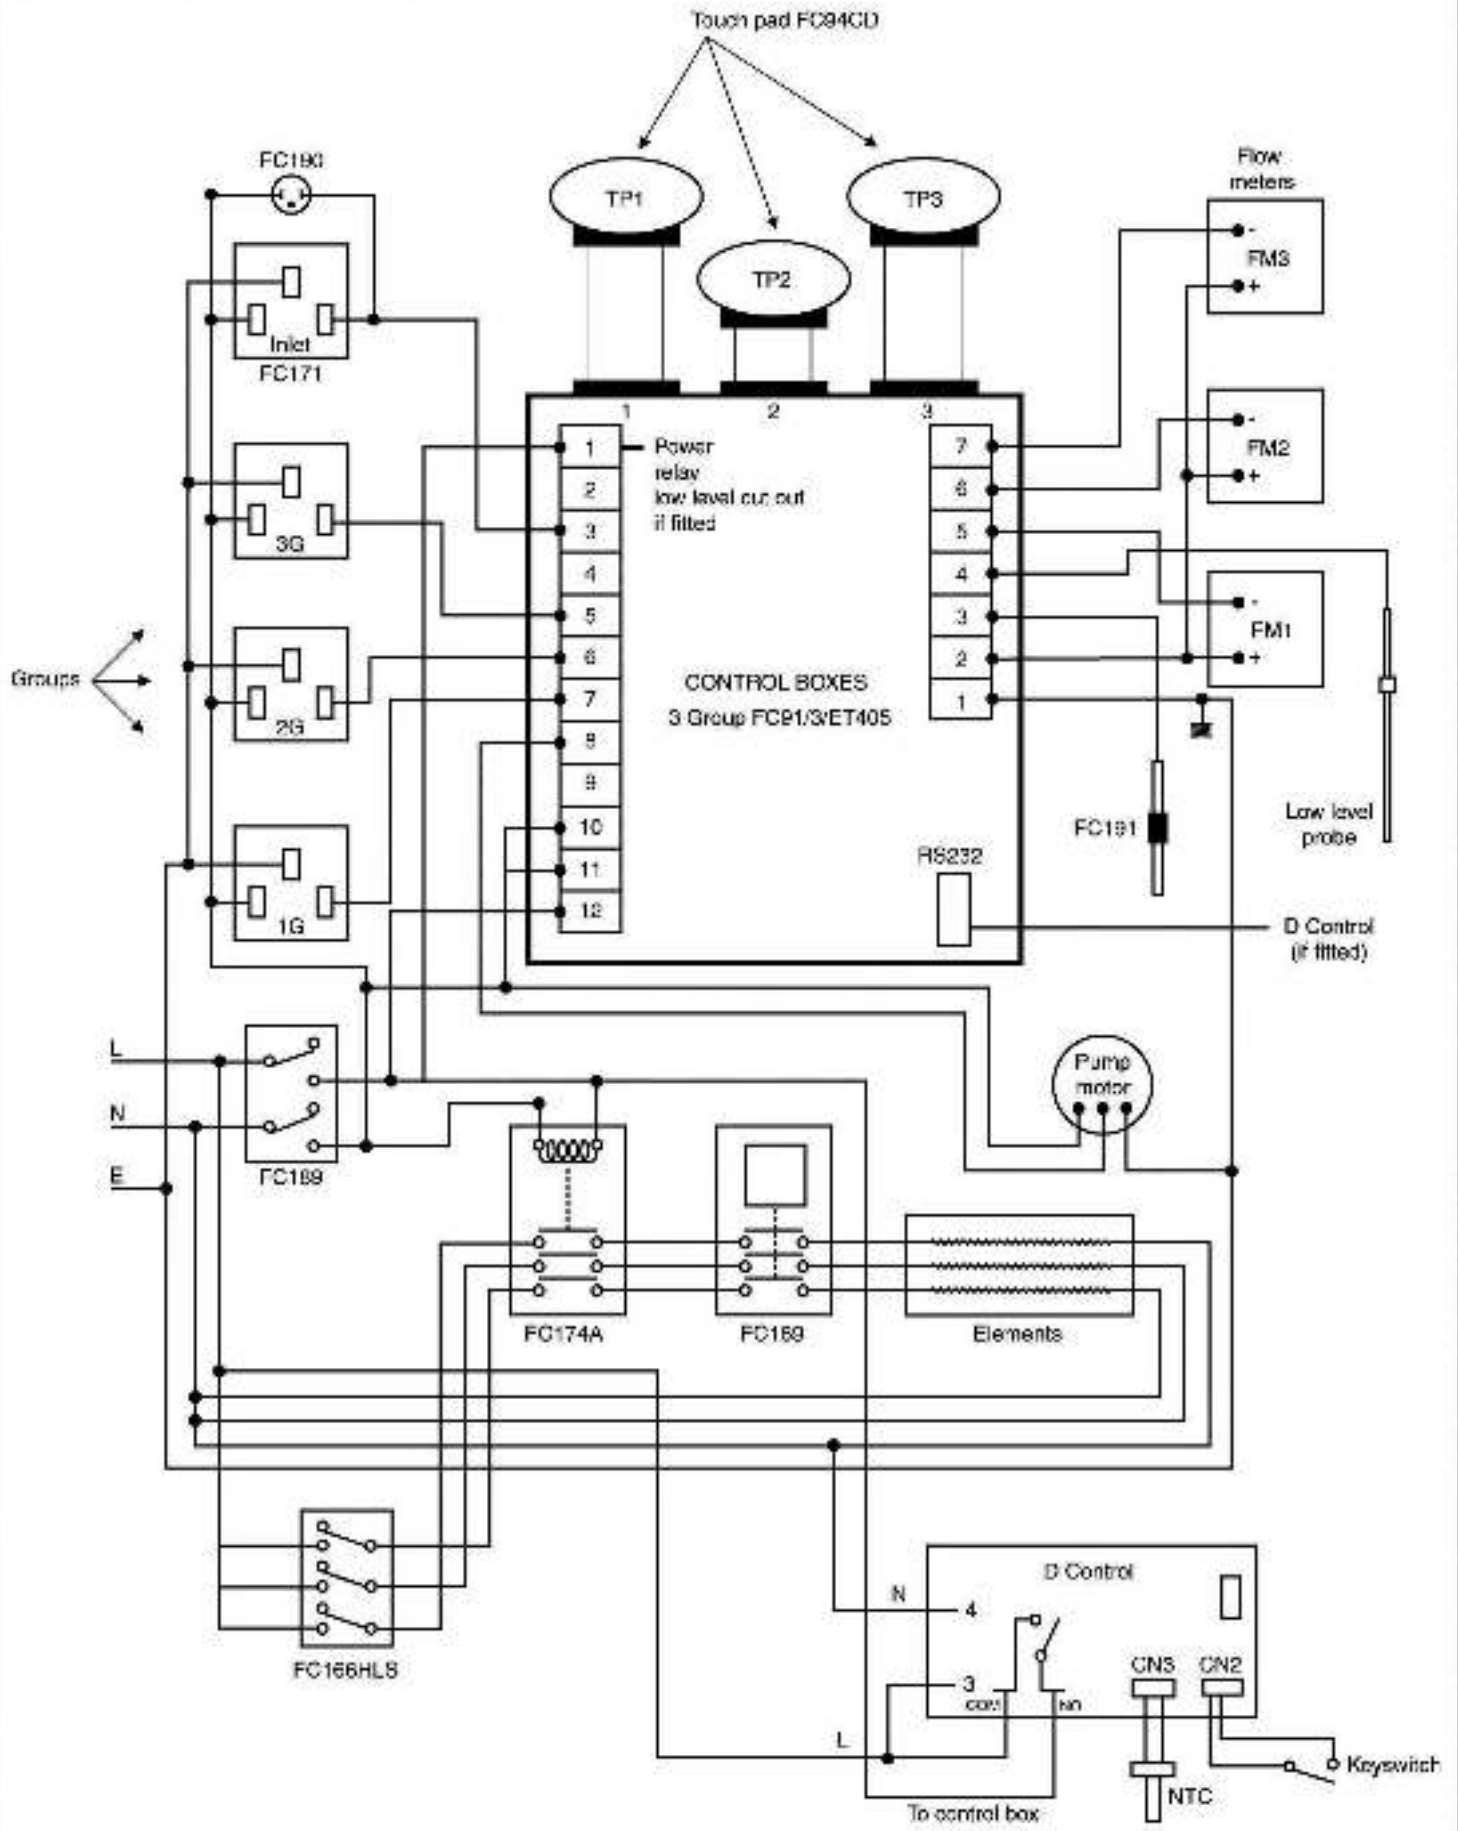 Touch pad FC94CD
FC190
TP1
TP3
TP2
Flow
meters
-
FM3
+
Inlet
FC171
1
2
3
1
2
3
4
5
6
7
8
9
10
11
12
Power
relay
low level cut out
if fitted
7
6
5
4
3
2
1
-
FM2
+
-
FM1
+
3G
Groups
2G
1G
CONTROL BOXES
3 Group FC91/3/ET405
FC191
Low level
probe
RS232
D Control
(if fitted)
L
N
E
FC189
Pump
motor
FC174A
FC169
Elements
FC166HLS
D Control
N
4
3
COM
NO
CN3
CN2
L
Keyswitch
NTC
To control box